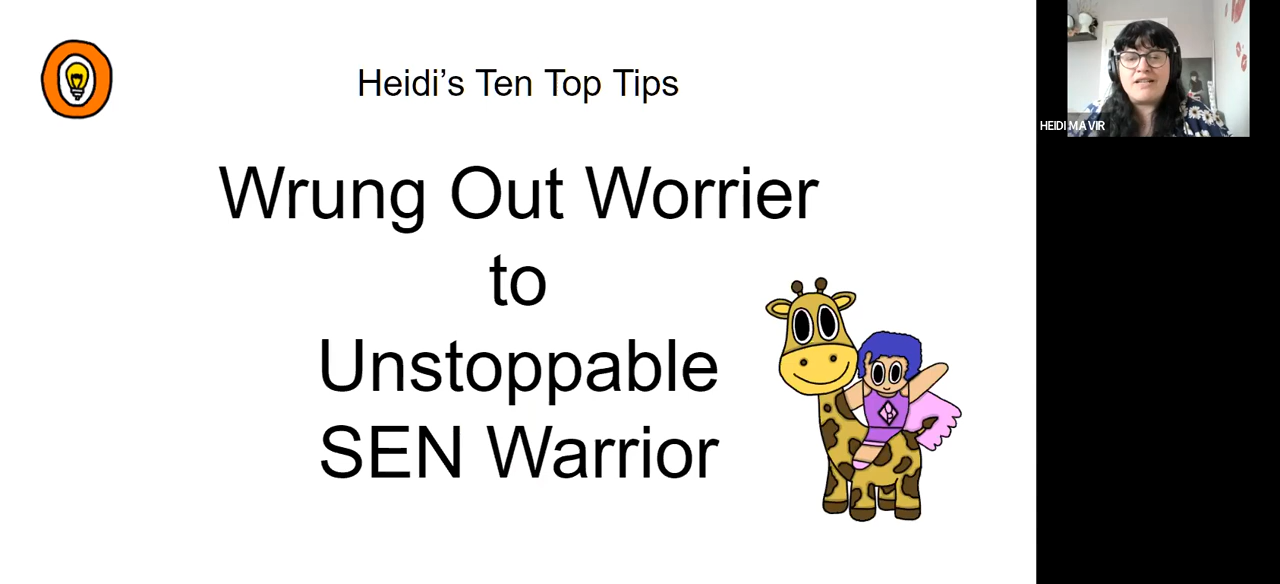 Heidi’s Ten Top Tips
Wrung Out Worrier
to
Unstoppable
SEN Warrior
HEIDI MAVIR